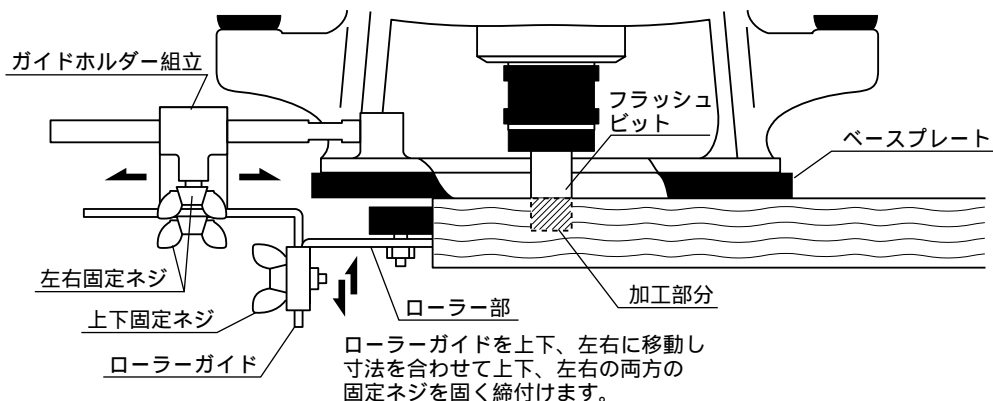 ガイドホルダー組立
フラッシュ
ビット
ベースプレート
左右固定ネジ
加工部分
ローラー部
上下固定ネジ
ローラーガイド
ローラーガイドを上下、左右に移動し
寸法を合わせて上下、左右の両方の
固定ネジを固く締付けます。